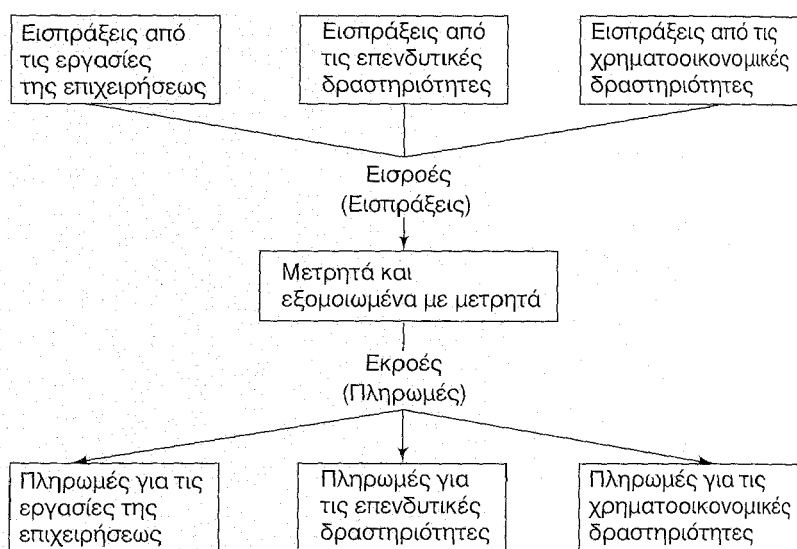 Εισπράξεις από
τις εργασίες
της επιχειρήσεως
Εισπράξεις από
τις επενδυτικές
δραστηριότητες
Εισπράξεις από τις
χρηματοοικονομικές
δραστηριότητες
Εισροές
(Εισπράξεις)
Μετρητά και
εξομοιωμένα με μετρητά
Εκροές
(Πληρωμές)
Πληρωμές για τις
εργασίες της
επιχειρήσεως
Πληρωμές για
τις επενδυτικές
δραστηριότητες
Πληρωμές για τις
χρηματοοικονομικές
δραστηριότητες